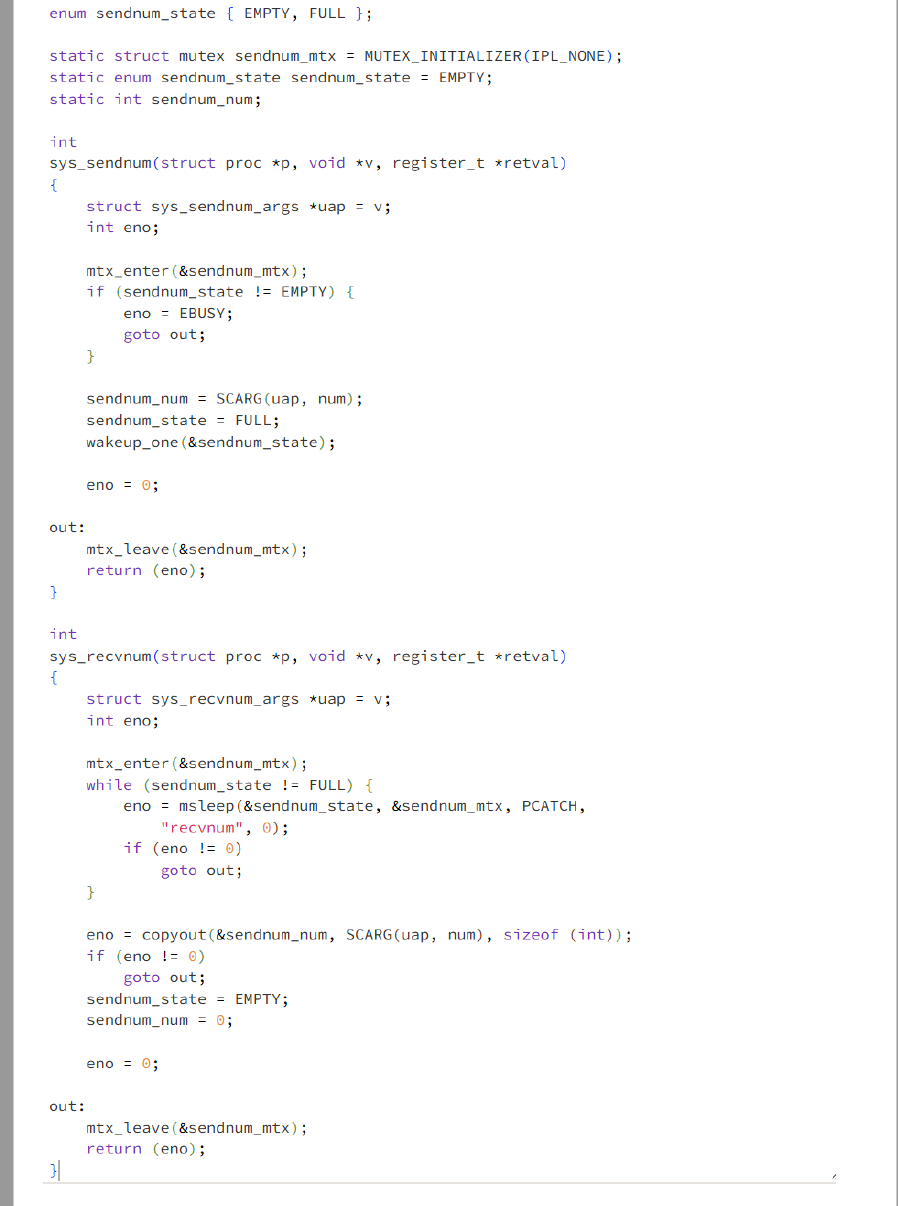 enum sendnum_state { EMPTY, FULL };

static struct mutex sendnum_mtx = MUTEX_INITIALIZER(IPL_NONE);
static enum sendnum_state sendnum_state = EMPTY;
static int sendnum_num;

int
sys_sendnum(struct proc *p, void *v, register_t *retval)
{
    struct sys_sendnum_args *uap = v;
    int eno;

    mtx_enter(&sendnum_mtx);
    if (sendnum_state != EMPTY) {
        eno = EBUSY;
        goto out;
    }

    sendnum_num = SCARG(uap, num);
    sendnum_state = FULL;
    wakeup_one(&sendnum_state);

    eno = 0;

out:
    mtx_leave(&sendnum_mtx);
    return (eno);
}

int
sys_recvnum(struct proc *p, void *v, register_t *retval)
{
    struct sys_recvnum_args *uap = v;
    int eno;

    mtx_enter(&sendnum_mtx);
    while (sendnum_state != FULL) {
        eno = msleep(&sendnum_state, &sendnum_mtx, PCATCH,
            "recvnum", 0);
        if (eno != 0)
            goto out;
    }

    eno = copyout(&sendnum_num, SCARG(uap, num), sizeof (int));
    if (eno != 0)
        goto out;
    sendnum_state = EMPTY;
    sendnum_num = 0;

    eno = 0;

out:
    mtx_leave(&sendnum_mtx);
    return (eno);
}